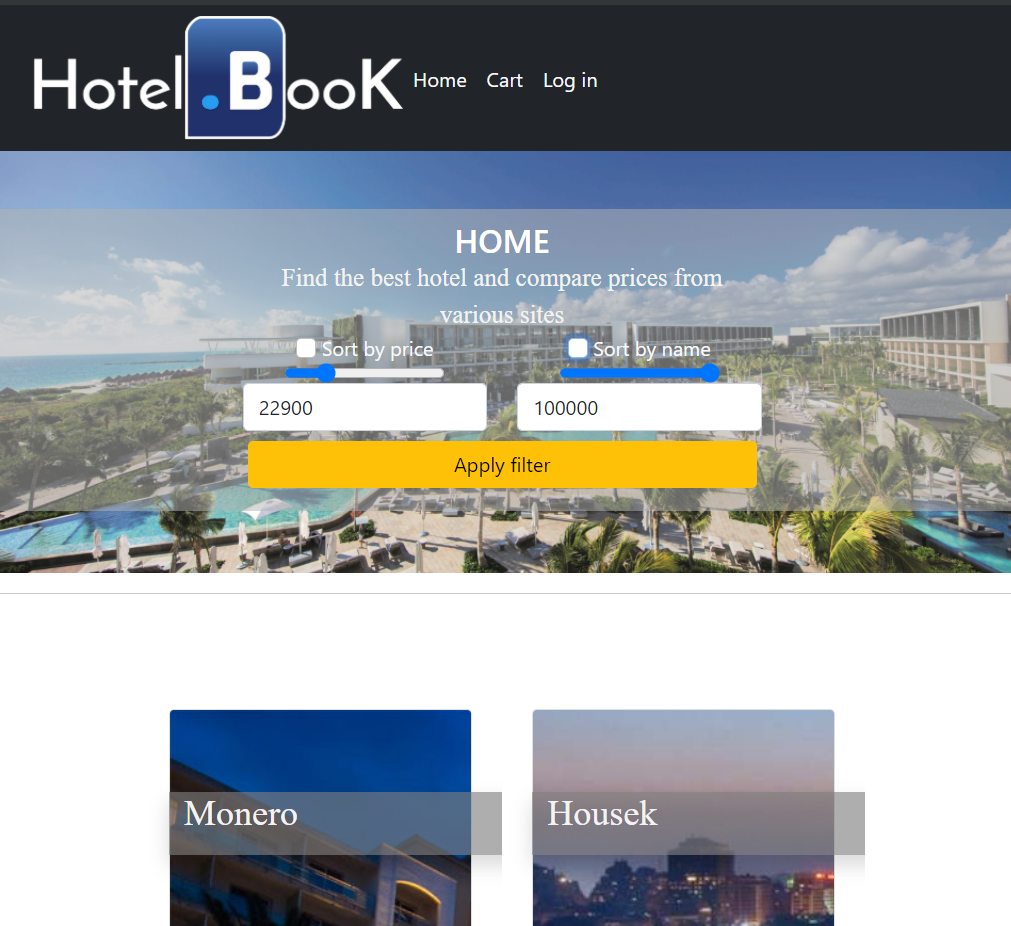 Hotel.BooK
Home Cart Log in
HOME
Find the best hotel and compare prices from
various sites
Sort by price Sort by name
22900 100000
Apply filter
Monero Housek